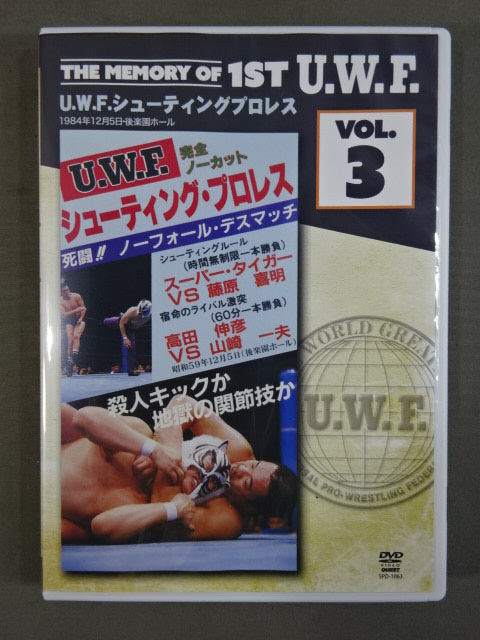 THE MEMORY OF 1ST U.W.F.
U.W.F.シューティングプロレス
1984年12月5日・後楽園ホール
VOL.
3
U.W.F.
完全
ノーカット
シューティング・プロレス
死闘!! ノーフォール・デスマッチ
シューティングルール
(時間無制限一本勝負)
スーパー・タイガー
VS 藤原 喜明
宿命のライバル激突
(60分一本勝負)
高田 伸彦
VS 山崎 一夫
昭和59年12月5日(後楽園ホール)
殺人キックか
地獄の関節技か
WORLD GREA
U.W.F.
AL PRO-WRESTLING FEDER
DVD
VIDEO
QUEST
SPD-1063